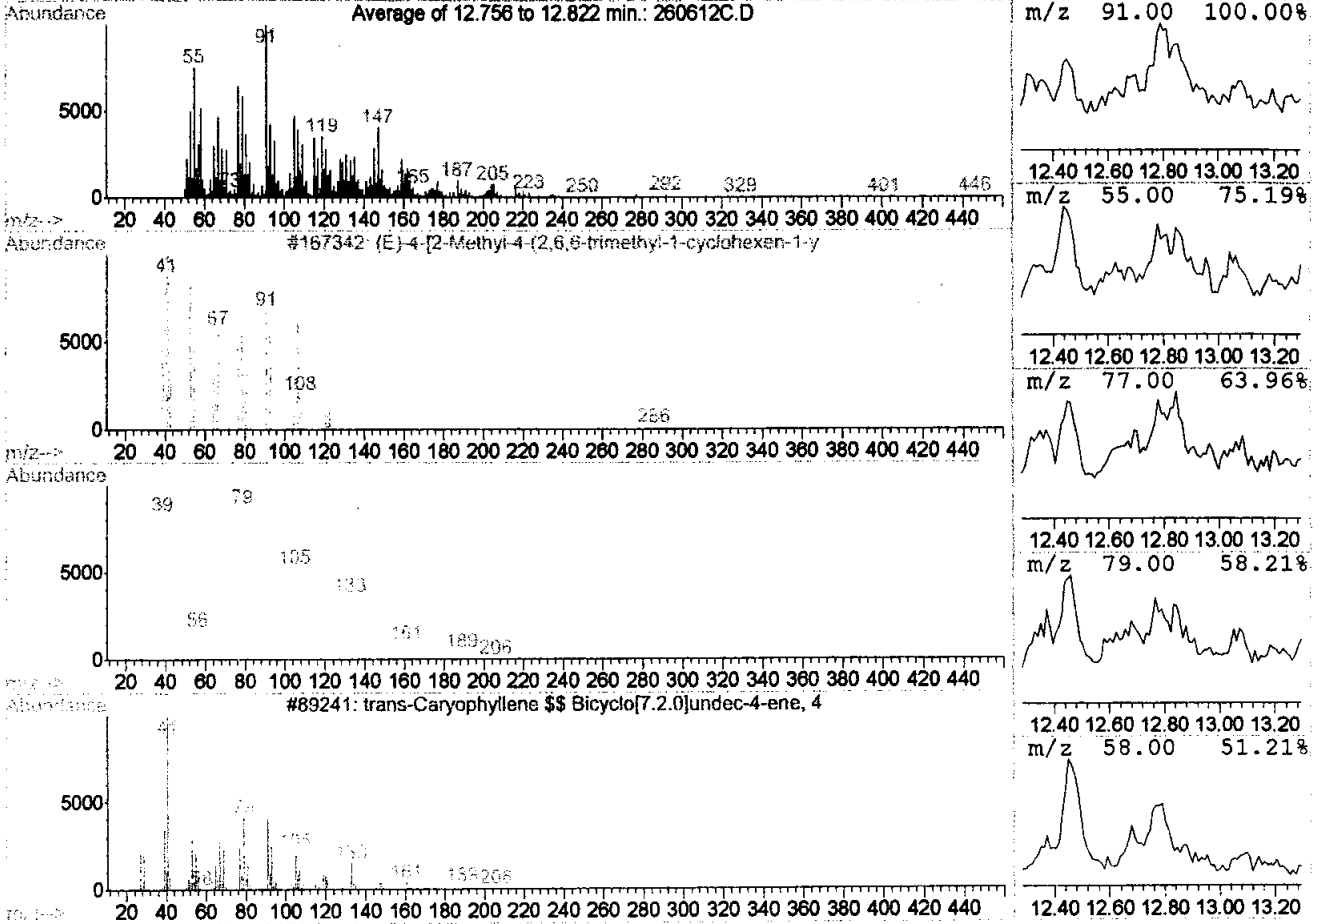 Abundance
Average of 12.756 to 12.822 min.: 260612C.D
91
55
5000
119
147
187
205
223
250
292
329
401
446
0
20 40 60 80 100 120 140 160 180 200 220 240 260 280 300 320 340 360 380 400 420 440
m/z-->
Abundance
#167342: (E)-4-[2-Methyl-4-(2,6,6-trimethyl-1-cyclohexen-1-y
41
91
67
5000
108
286
0
20 40 60 80 100 120 140 160 180 200 220 240 260 280 300 320 340 360 380 400 420 440
m/z-->
Abundance
39
79
105
5000
133
161
189
0
20 40 60 80 100 120 140 160 180 200 220 240 260 280 300 320 340 360 380 400 420 440
Abundance
#89241: trans-Caryophyllene $$ Bicyclo[7.2.0]undec-4-ene, 4
41
5000
161
0
20 40 60 80 100 120 140 160 180 200 220 240 260 280 300 320 340 360 380 400 420 440
m/z 91.00 100.00%
12.40 12.60 12.80 13.00 13.20
m/z 55.00 75.19%
12.40 12.60 12.80 13.00 13.20
m/z 77.00 63.96%
12.40 12.60 12.80 13.00 13.20
m/z 79.00 58.21%
12.40 12.60 12.80 13.00 13.20
m/z 58.00 51.21%
12.40 12.60 12.80 13.00 13.20